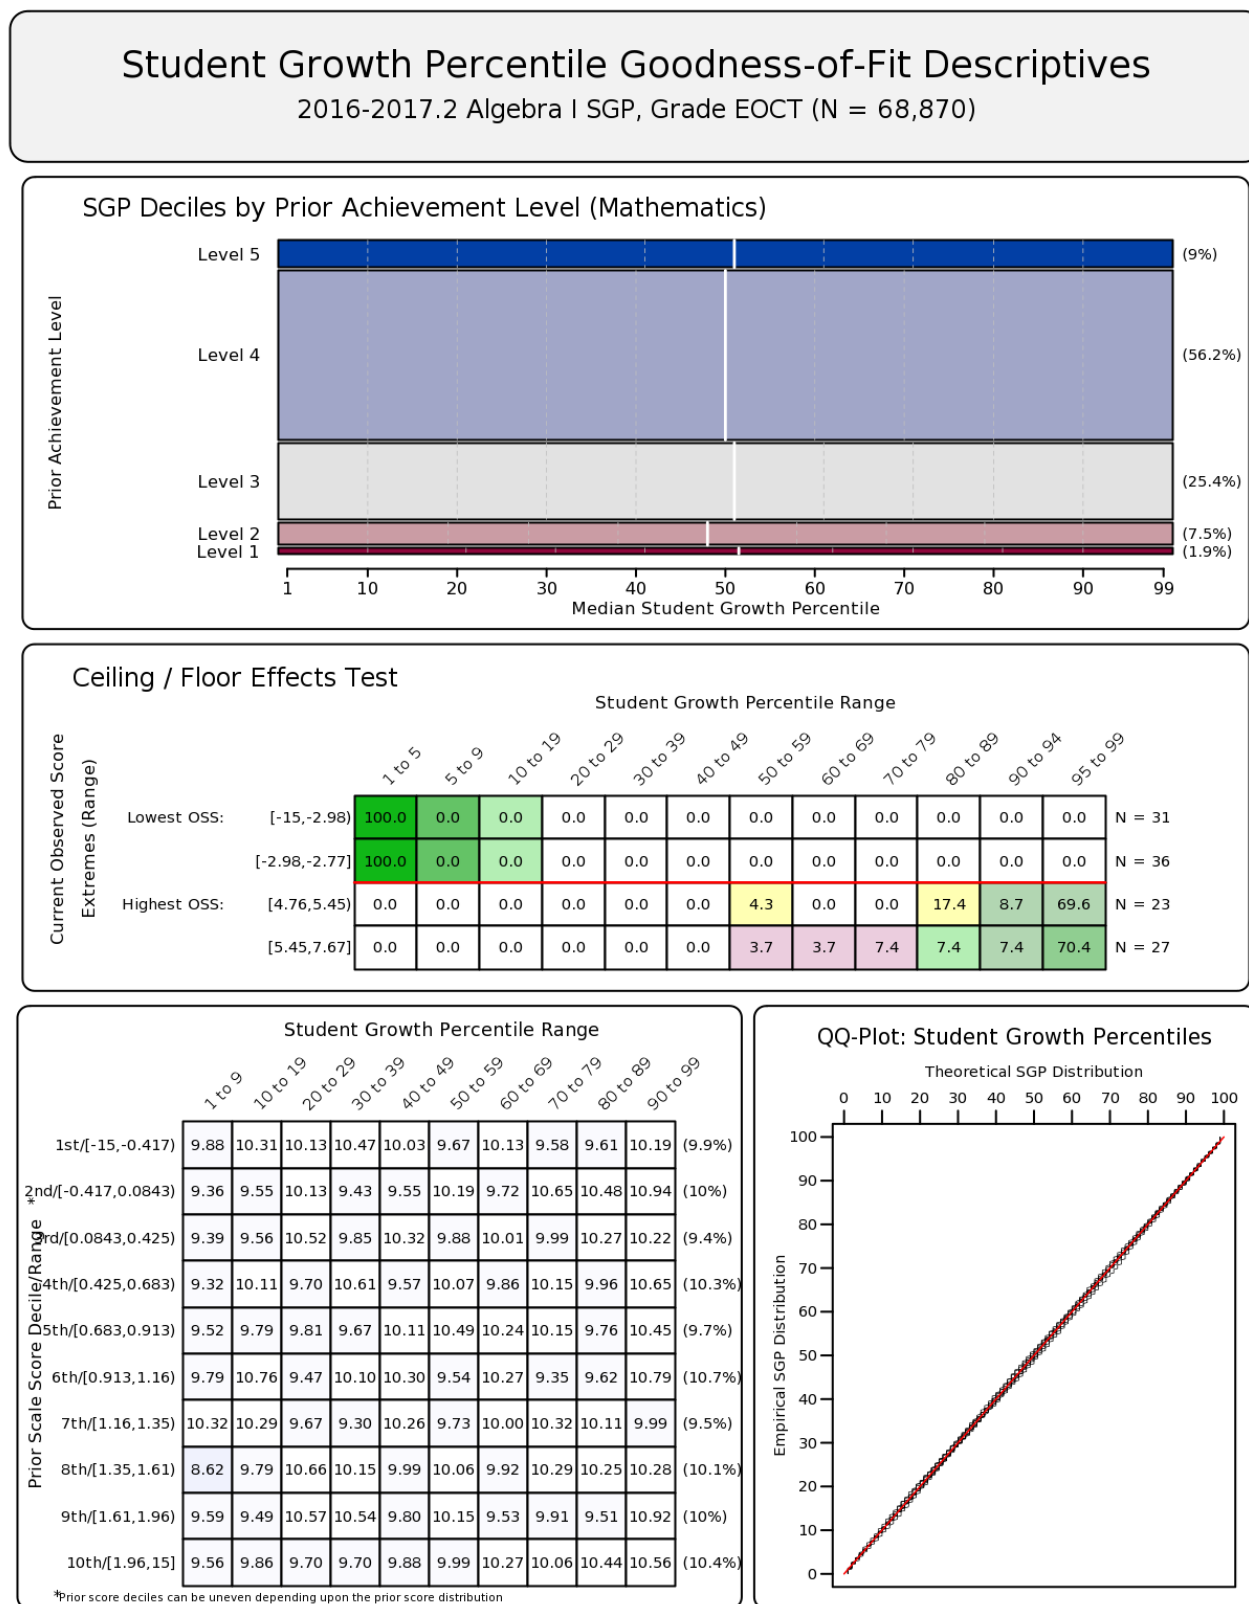 Student Growth Percentile Goodness-of-Fit Descriptives
2016-2017.2 Algebra I SGP, Grade EOCT (N = 68,870)
SGP Deciles by Prior Achievement Level (Mathematics)
Prior Achievement Level
Level 5 (9%)
Level 4 (56.2%)
Level 3 (25.4%)
Level 2 (7.5%)
Level 1 (1.9%)
1 10 20 30 40 50 60 70 80 90 99
Median Student Growth Percentile
Ceiling / Floor Effects Test
Student Growth Percentile Range
Current Observed Score
Extremes (Range)
1 to 5 5 to 9 10 to 19 20 to 29 30 to 39 40 to 49 50 to 59 60 to 69 70 to 79 80 to 89 90 to 94 95 to 99
Lowest OSS: [-15,-2.98) 100.0 0.0 0.0 0.0 0.0 0.0 0.0 0.0 0.0 0.0 0.0 0.0 N = 31
[-2.98,-2.77] 100.0 0.0 0.0 0.0 0.0 0.0 0.0 0.0 0.0 0.0 0.0 0.0 N = 36
Highest OSS: [4.76,5.45) 0.0 0.0 0.0 0.0 0.0 0.0 4.3 0.0 0.0 17.4 8.7 69.6 N = 23
[5.45,7.67] 0.0 0.0 0.0 0.0 0.0 0.0 3.7 3.7 7.4 7.4 7.4 70.4 N = 27
Student Growth Percentile Range
Prior Scale Score Decile/Range *
1 to 9 10 to 19 20 to 29 30 to 39 40 to 49 50 to 59 60 to 69 70 to 79 80 to 89 90 to 99
1st/[-15,-0.417) 9.88 10.31 10.13 10.47 10.03 9.67 10.13 9.58 9.61 10.19 (9.9%)
2nd/[-0.417,0.0843) 9.36 9.55 10.13 9.43 9.55 10.19 9.72 10.65 10.48 10.94 (10%)
3rd/[0.0843,0.425) 9.39 9.56 10.52 9.85 10.32 9.88 10.01 9.99 10.27 10.22 (9.4%)
4th/[0.425,0.683) 9.32 10.11 9.70 10.61 9.57 10.07 9.86 10.15 9.96 10.65 (10.3%)
5th/[0.683,0.913) 9.52 9.79 9.81 9.67 10.11 10.49 10.24 10.15 9.76 10.45 (9.7%)
6th/[0.913,1.16) 9.79 10.76 9.47 10.10 10.30 9.54 10.27 9.35 9.62 10.79 (10.7%)
7th/[1.16,1.35) 10.32 10.29 9.67 9.30 10.26 9.73 10.00 10.32 10.11 9.99 (9.5%)
8th/[1.35,1.61) 8.62 9.79 10.66 10.15 9.99 10.06 9.92 10.29 10.25 10.28 (10.1%)
9th/[1.61,1.96) 9.59 9.49 10.57 10.54 9.80 10.15 9.53 9.91 9.51 10.92 (10%)
10th/[1.96,15] 9.56 9.86 9.70 9.70 9.88 9.99 10.27 10.06 10.44 10.56 (10.4%)
*Prior score deciles can be uneven depending upon the prior score distribution
QQ-Plot: Student Growth Percentiles
Theoretical SGP Distribution
0 10 20 30 40 50 60 70 80 90 100
Empirical SGP Distribution
100
90
80
70
60
50
40
30
20
10
0